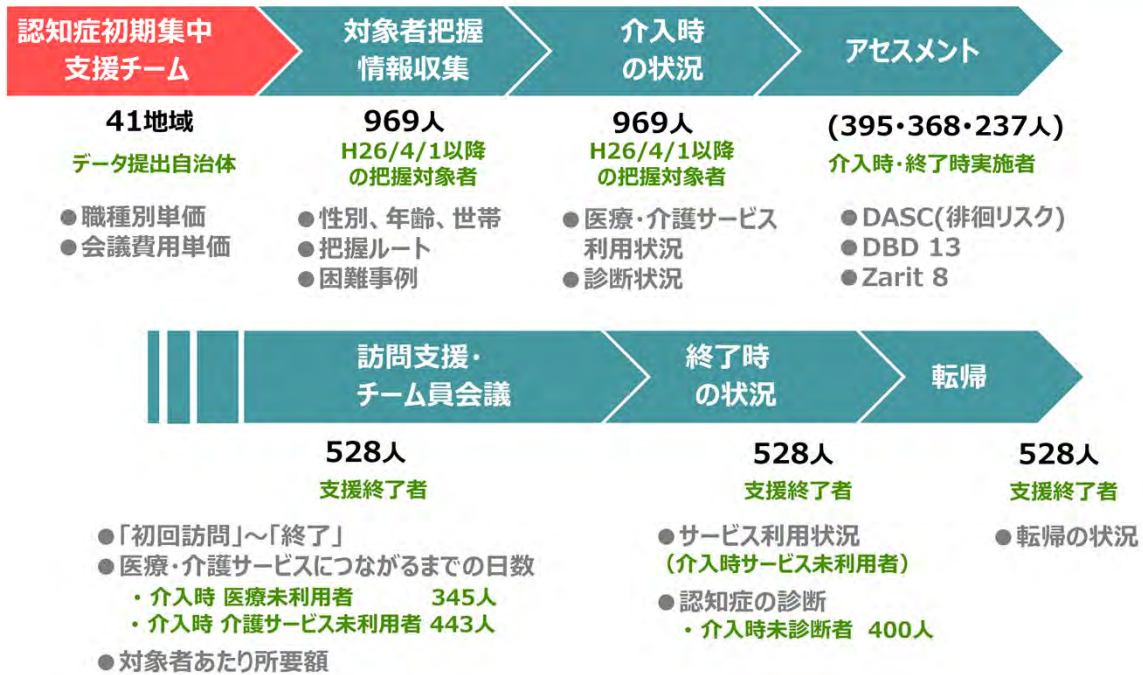 認知症初期集中
支援チーム
対象者把握
情報収集
介入時
の状況
アセスメント
41地域
データ提出自治体
●職種別単価
●会議費用単価
969人
H26/4/1以降
の把握対象者
●性別、年齢、世帯
●把握ルート
●困難事例
969人
H26/4/1以降
の把握対象者
●医療・介護サービス
利用状況
●診断状況
(395・368・237人)
介入時・終了時実施者
●DASC(徘徊リスク)
●DBD 13
●Zarit 8
訪問支援・
チーム員会議
終了時
の状況
転帰
528人
支援終了者
●「初回訪問」～「終了」
●医療・介護サービスにつながるまでの日数
・介入時 医療未利用者 345人
・介入時 介護サービス未利用者 443人
●対象者あたり所要額
528人
支援終了者
●サービス利用状況
（介入時サービス未利用者）
●認知症の診断
・介入時未診断者 400人
528人
支援終了者
●転帰の状況